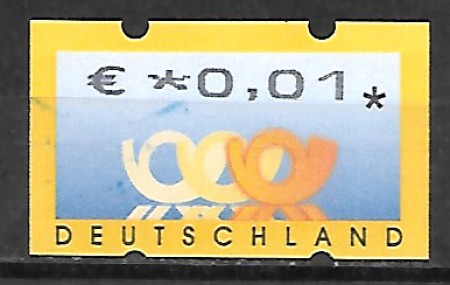 € *0,01*
DEUTSCHLAND